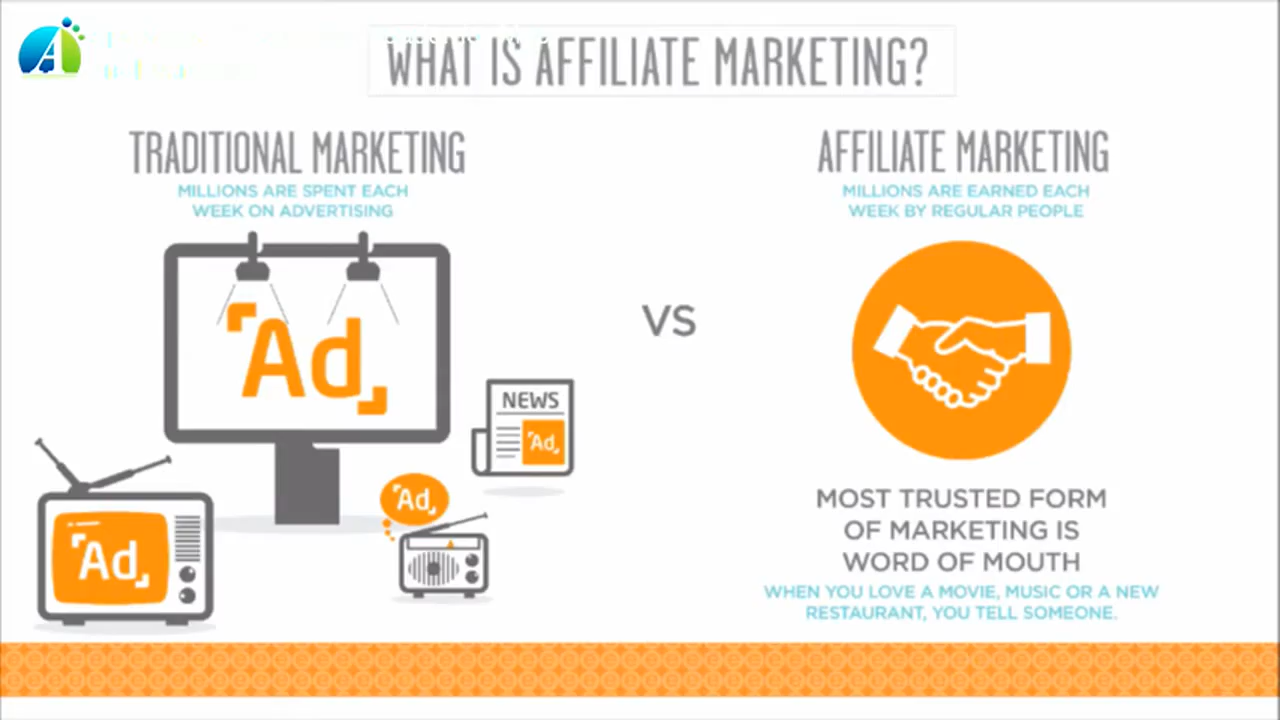 WHAT IS AFFILIATE MARKETING?
TRADITIONAL MARKETING
MILLIONS ARE SPENT EACH
WEEK ON ADVERTISING
Ad
NEWS
Ad
Ad
Ad
VS
AFFILIATE MARKETING
MILLIONS ARE EARNED EACH
WEEK BY REGULAR PEOPLE
MOST TRUSTED FORM
OF MARKETING IS
WORD OF MOUTH
WHEN YOU LOVE A MOVIE, MUSIC OR A NEW
RESTAURANT, YOU TELL SOMEONE.